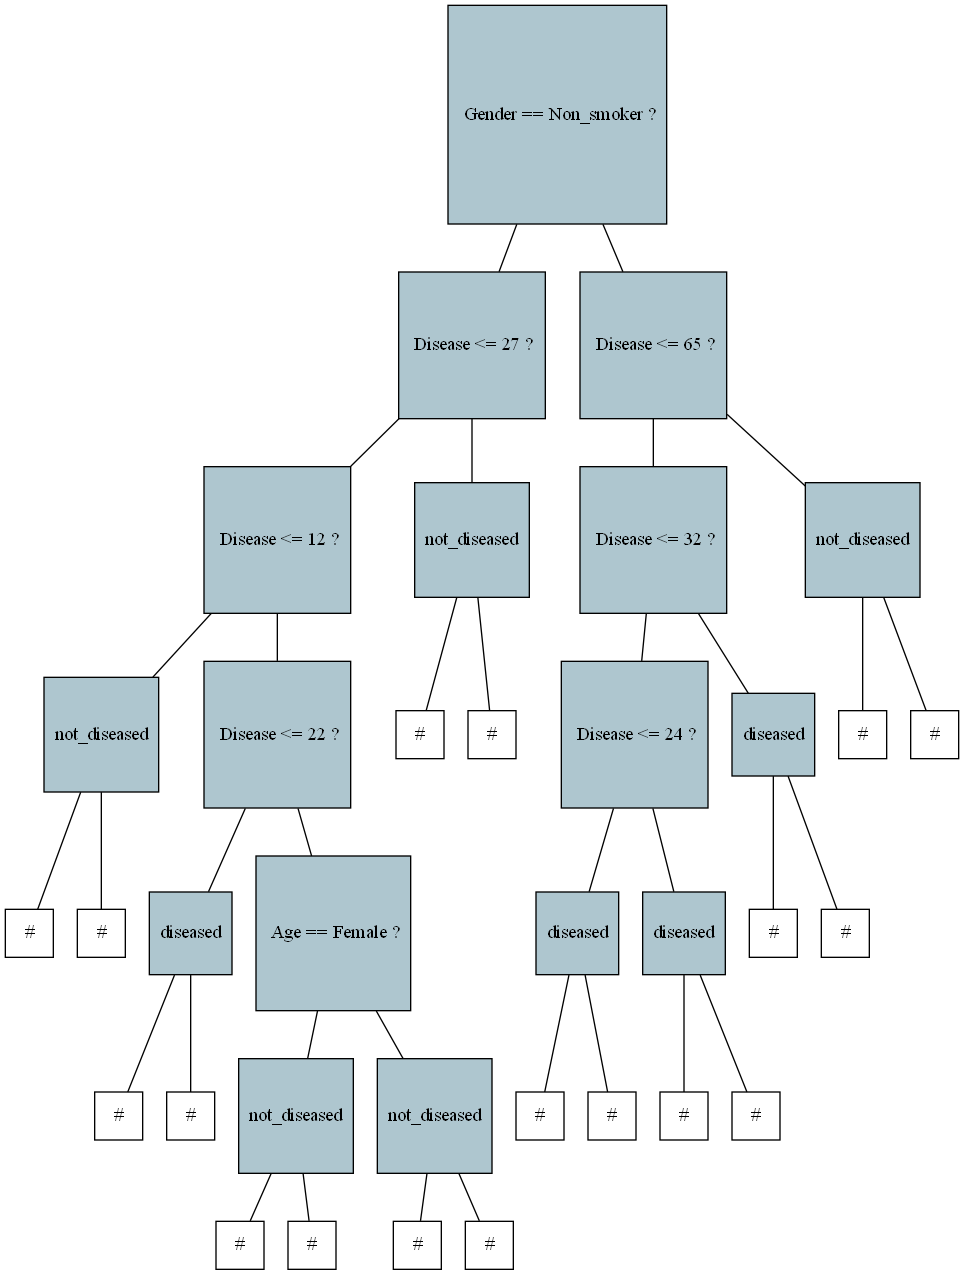 Gender == Non_smoker ?
Disease <= 27 ?
Disease <= 65 ?
Disease <= 12 ?
not_diseased
Disease <= 32 ?
not_diseased
not_diseased
Disease <= 22 ?
#
#
Disease <= 24 ?
diseased
#
#
#
#
diseased
Age == Female ?
diseased
diseased
#
#
#
#
not_diseased
not_diseased
#
#
#
#
#
#
#
#